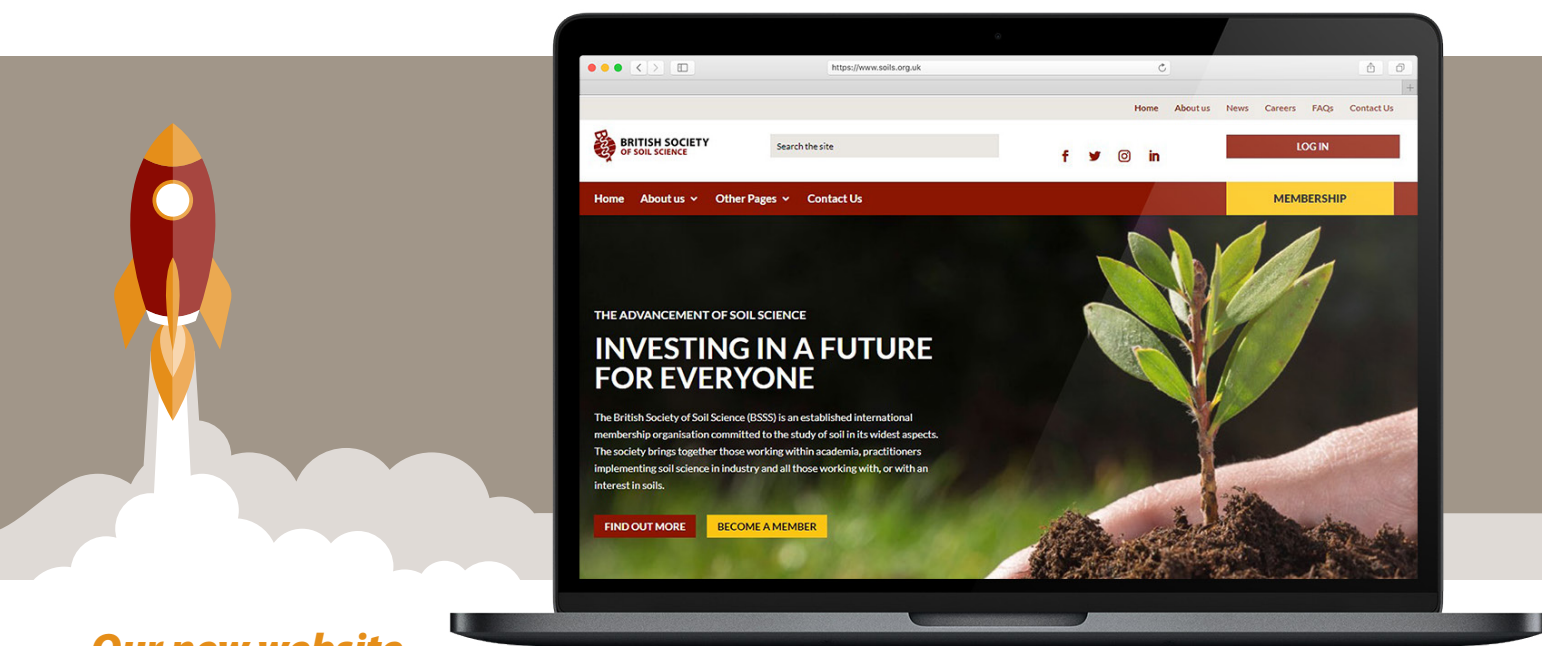 https://www.soils.org.uk
Home About us News Careers FAQs Contact Us
BRITISH SOCIETY
OF SOIL SCIENCE
Search the site
LOG IN
Home About us Other Pages Contact Us
MEMBERSHIP
THE ADVANCEMENT OF SOIL SCIENCE
INVESTING IN A FUTURE
FOR EVERYONE
The British Society of Soil Science (BSSS) is an established international
membership organisation committed to the study of soil in its widest aspects.
The society brings together those working within academia, practitioners
implementing soil science in industry and all those working with, or with an
interest in soils.
FIND OUT MORE BECOME A MEMBER
Our new website